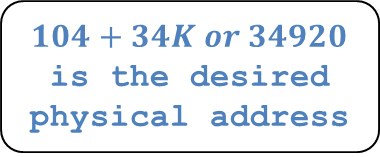 104 + 34K or 34920
is the desired
physical address